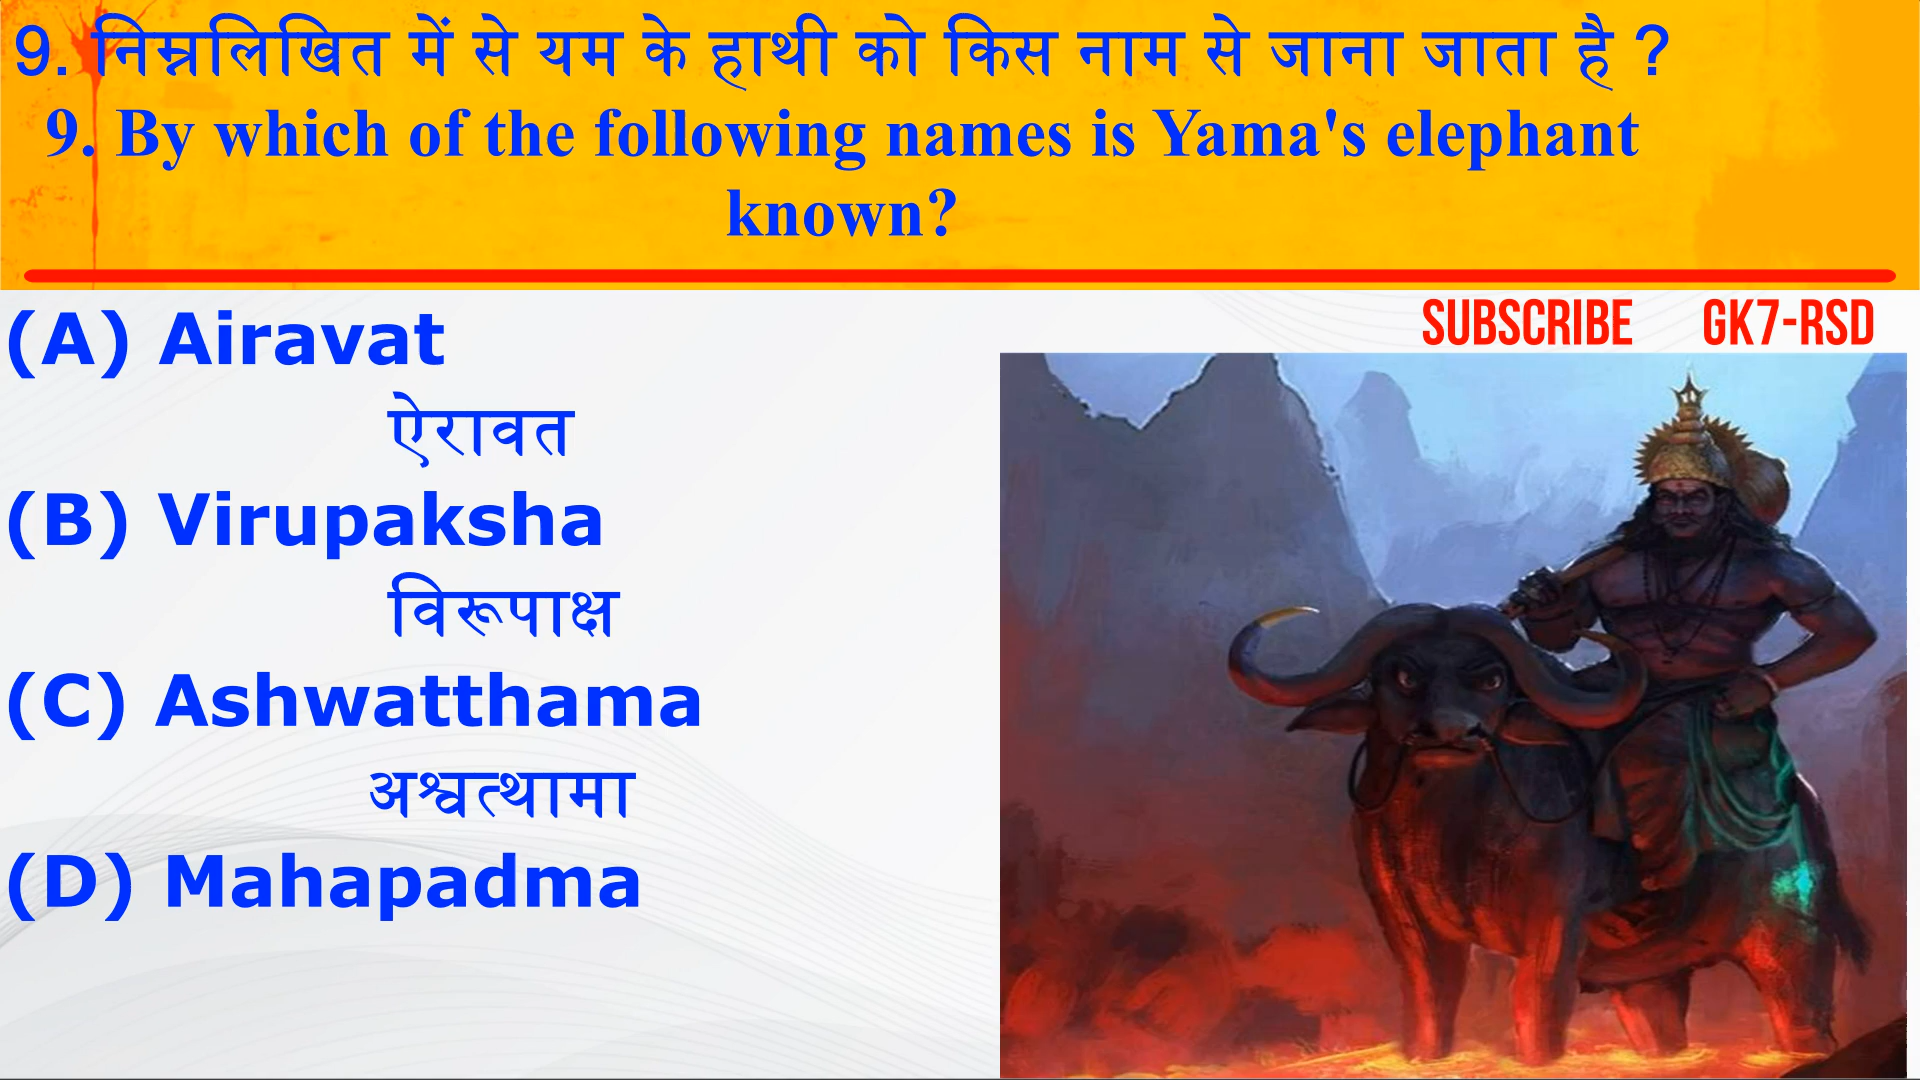 9. निम्नलिखित में से यम के हाथी को किस नाम से जाना जाता है ?
9. By which of the following names is Yama's elephant
known?
SUBSCRIBE GK7-RSD
(A) Airavat
ऐरावत
(B) Virupaksha
विरूपाक्ष
(C) Ashwatthama
अश्वत्थामा
(D) Mahapadma